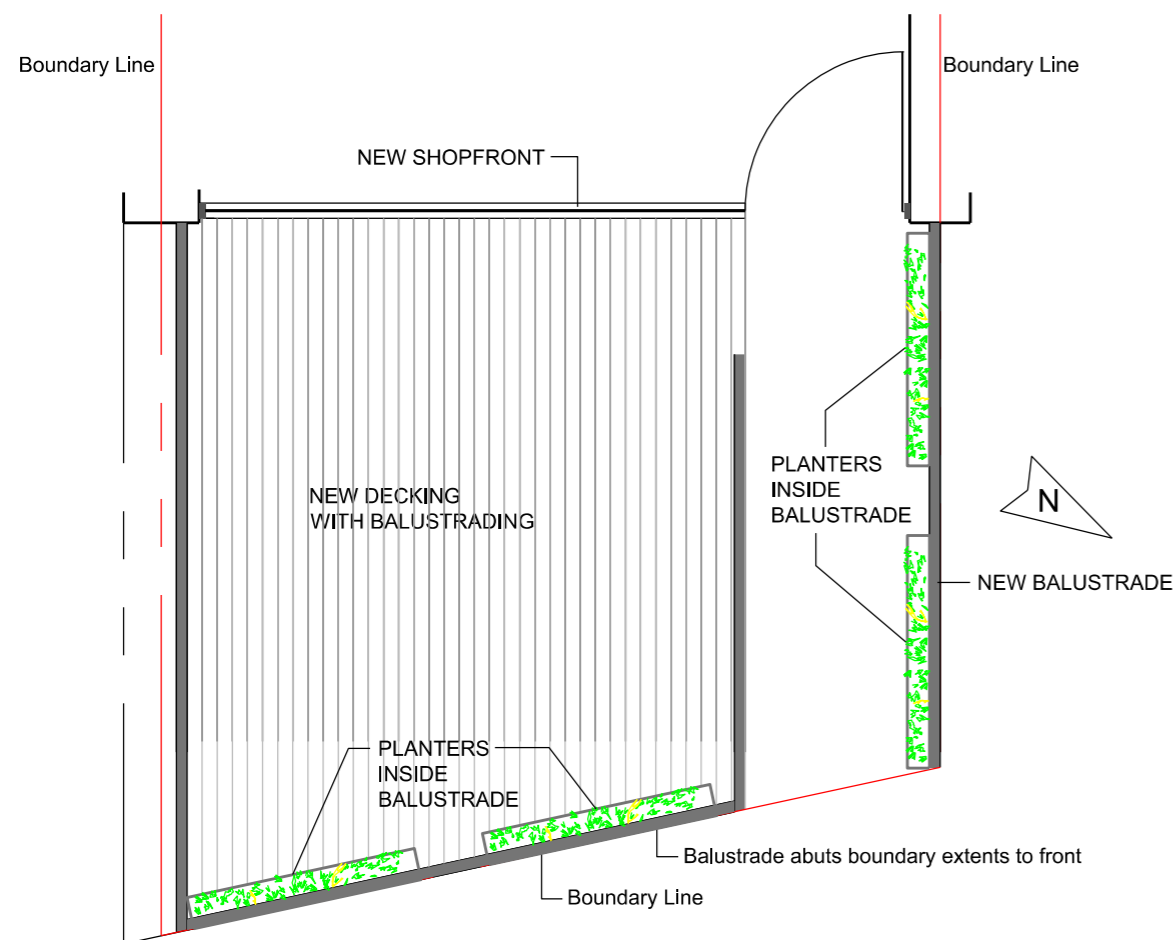 Boundary Line
Boundary Line
NEW SHOPFRONT
PLANTERS
INSIDE
BALUSTRADE
NEW DECKING
WITH BALUSTRADING
N
NEW BALUSTRADE
PLANTERS
INSIDE
BALUSTRADE
Balustrade abuts boundary extents to front
Boundary Line